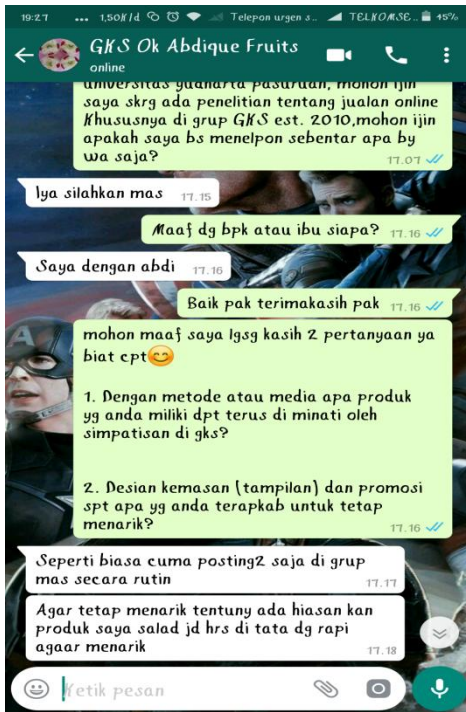 19:27 ... 1,50K/d Telepon urgen s.. TELKOMSE.. 45%
GKS Ok Abdique Fruits
online
universitas yudharta pasuruan, mohon ijin
saya skrg ada penelitian tentang jualan online
Khususnya di grup GKS est. 2010,mohon ijin
apakah saya bs menelpon sebentar apa by
wa saja?
17.07
Iya silahkan mas 17.15
Maaf dg bpk atau ibu siapa? 17.16
Saya dengan abdi 17.16
Baik pak terimakasih pak 17.16
mohon maaf saya lgsg kasih 2 pertanyaan ya
biat cpt😊
1. Dengan metode atau media apa produk
yg anda miliki dpt terus di minati oleh
simpatisan di gks?
2. Desian kemasan (tampilan) dan promosi
spt apa yg anda terapkab untuk tetap
menarik?
17.16
Seperti biasa cuma posting2 saja di grup
mas secara rutin
17.17
Agar tetap menarik tentuny ada hiasan kan
produk saya salad jd hrs di tata dg rapi
agaar menarik
17.18
Ketik pesan